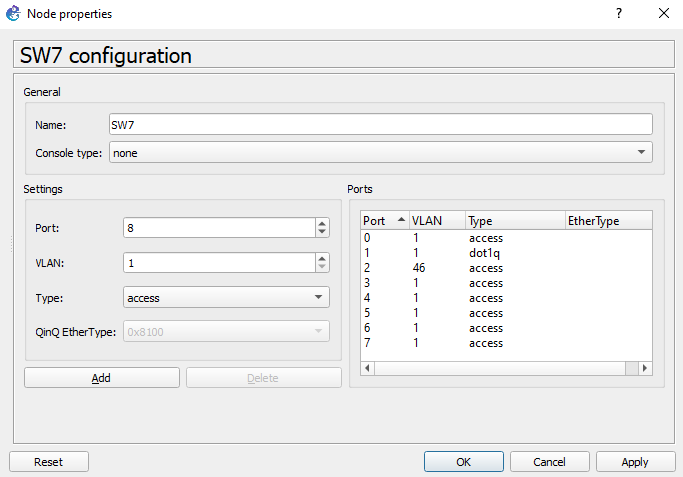 Node properties
?
SW7 configuration
General
Name: SW7
Console type: none
Settings
Port: 8
VLAN: 1
Type: access
QinQ EtherType: 0x8100
Add Delete
Ports
Port VLAN Type EtherType
0 1 access
1 1 dot1q
2 46 access
3 1 access
4 1 access
5 1 access
6 1 access
7 1 access
Reset OK Cancel Apply